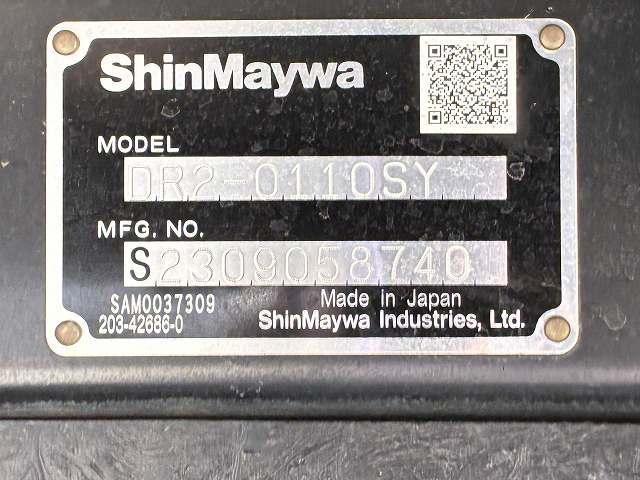 ShinMaywa
MODEL
DR2-0110SY
MFG. NO.
S2309058740
SAM0037309
203-42686-0
Made in Japan
ShinMaywa Industries, Ltd.